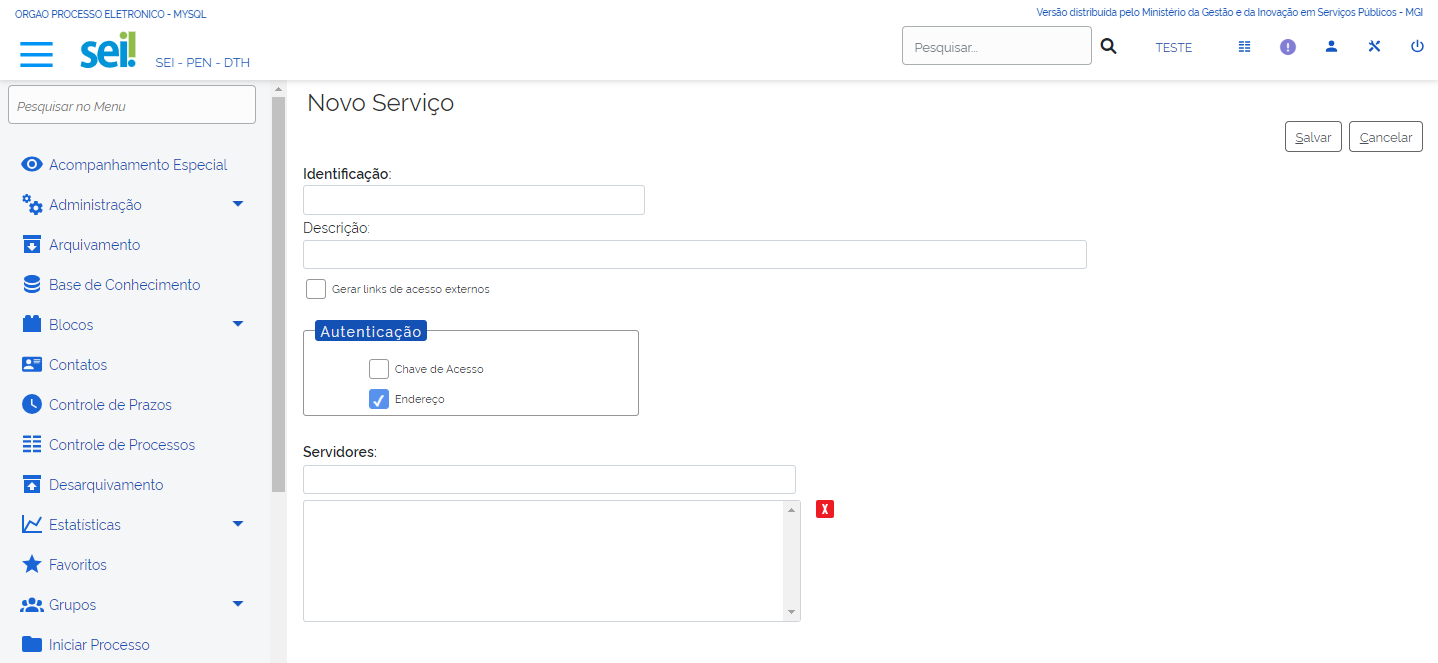 ORGAO PROCESSO ELETRONICO - MYSQL
Versão distribuída pelo Ministério da Gestão e da Inovação em Serviços Públicos - MGI
sei!
SEI - PEN - DTH
Pesquisar...
TESTE
Pesquisar no Menu
Acompanhamento Especial
Administração
Arquivamento
Base de Conhecimento
Blocos
Contatos
Controle de Prazos
Controle de Processos
Desarquivamento
Estatísticas
Favoritos
Grupos
Iniciar Processo
Novo Serviço
Salvar
Cancelar
Identificação:
Descrição:
Gerar links de acesso externos
Autenticação
Chave de Acesso
Endereço
Servidores:
X